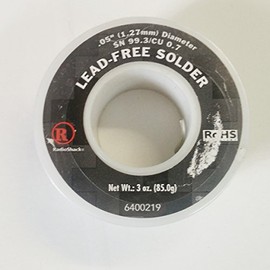 .05" (1.27mm) Diameter
SN 99.3/CU 0.7
LEAD-FREE SOLDER
R
RadioShack
RoHS
Net Wt.: 3 oz. (85.0g)
6400219